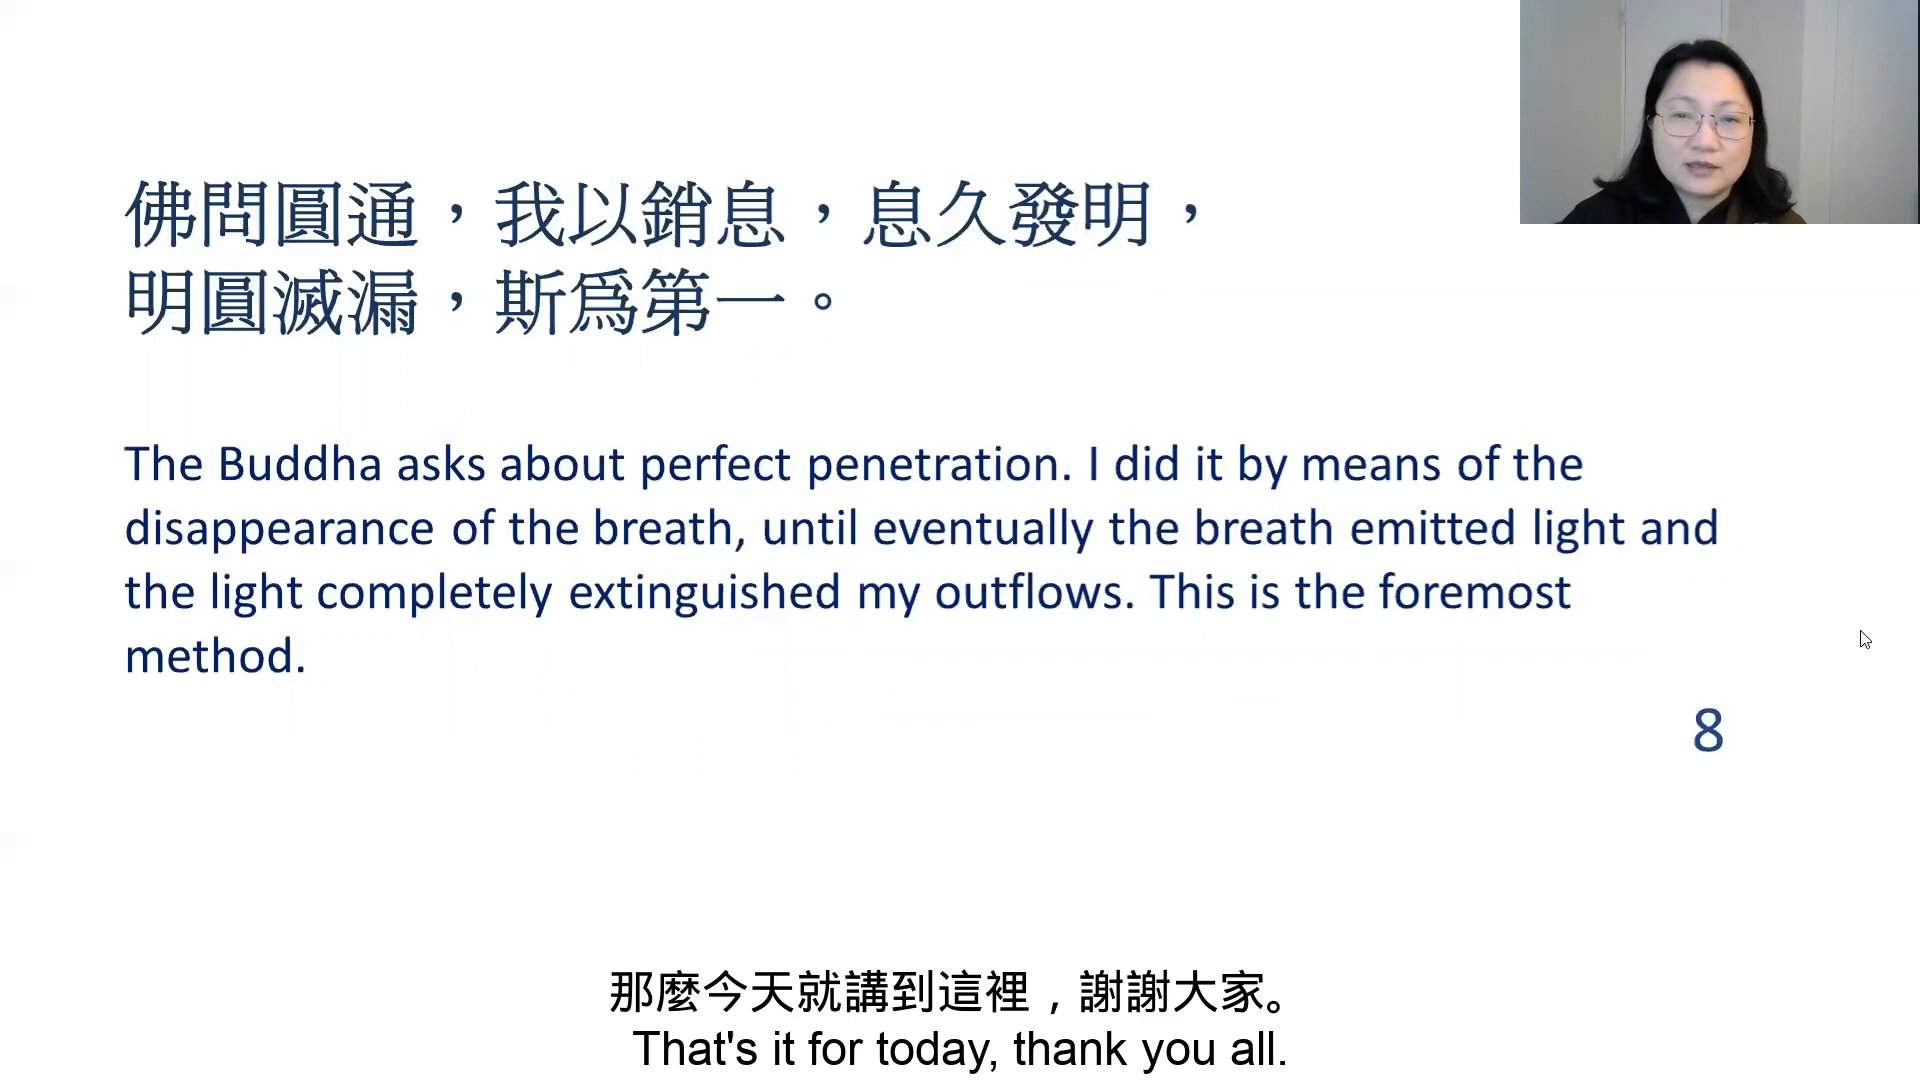 佛問圓通，我以銷息，息久發明，
明圓滅漏，斯為第一。
The Buddha asks about perfect penetration. I did it by means of the
disappearance of the breath, until eventually the breath emitted light and
the light completely extinguished my outflows. This is the foremost
method.
8
那麼今天就講到這裡，謝謝大家。
That's it for today, thank you all.